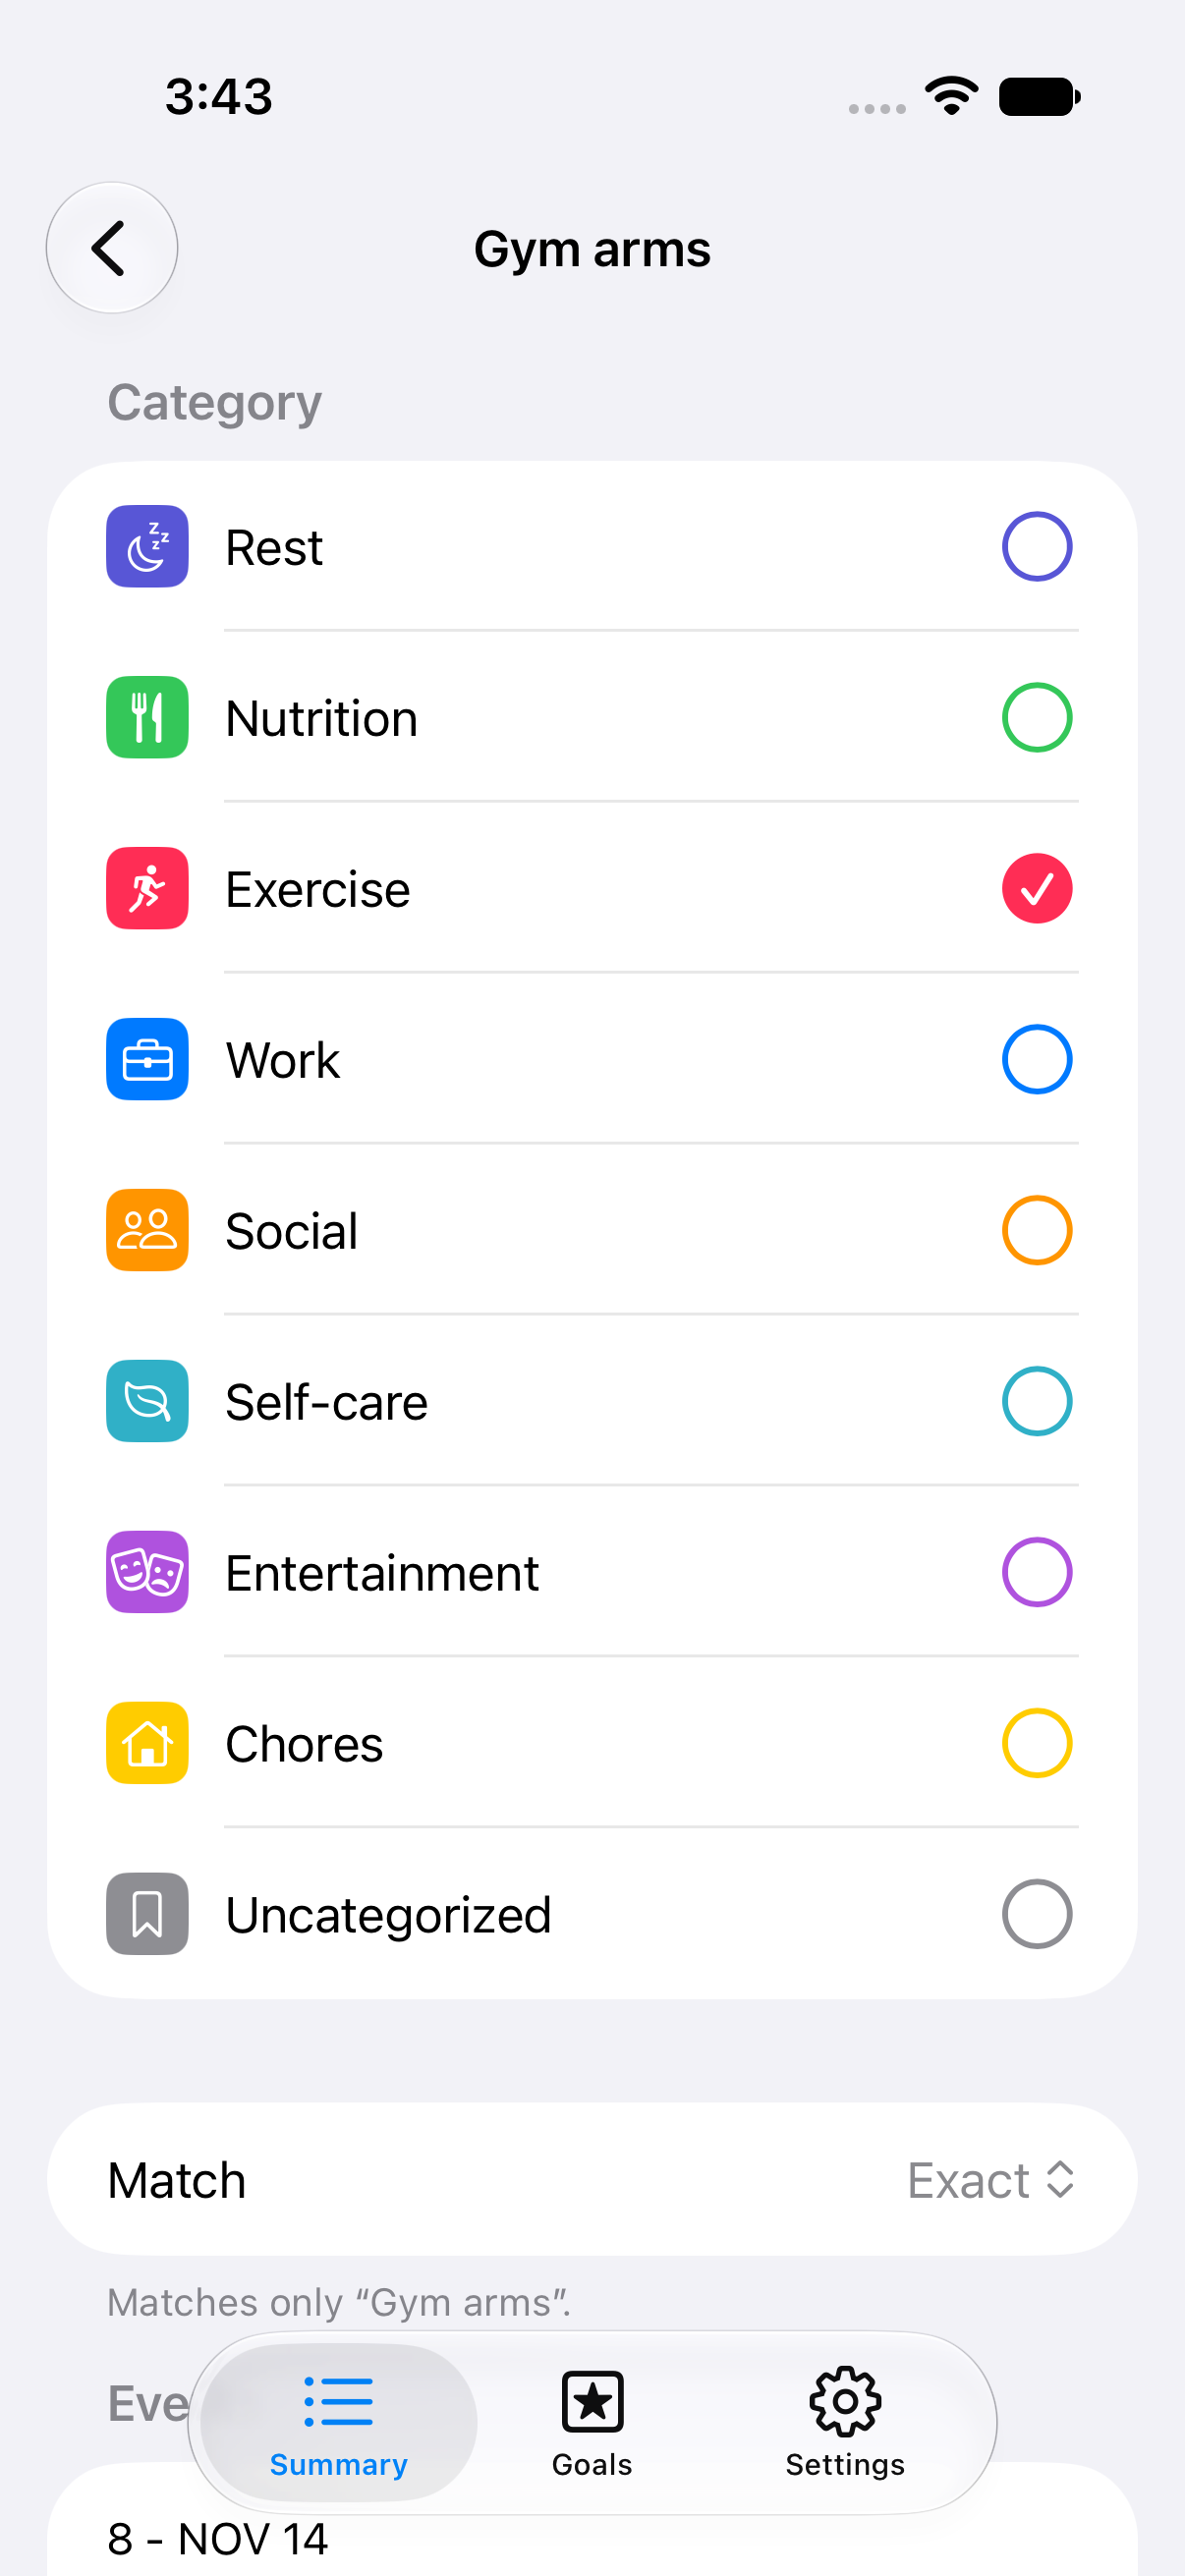 3:43
Gym arms
Category
Rest
Nutrition
Exercise
Work
Social
Self-care
Entertainment
Chores
Uncategorized
Match Exact
Matches only “Gym arms”.
Summary Goals Settings
8 - NOV 14